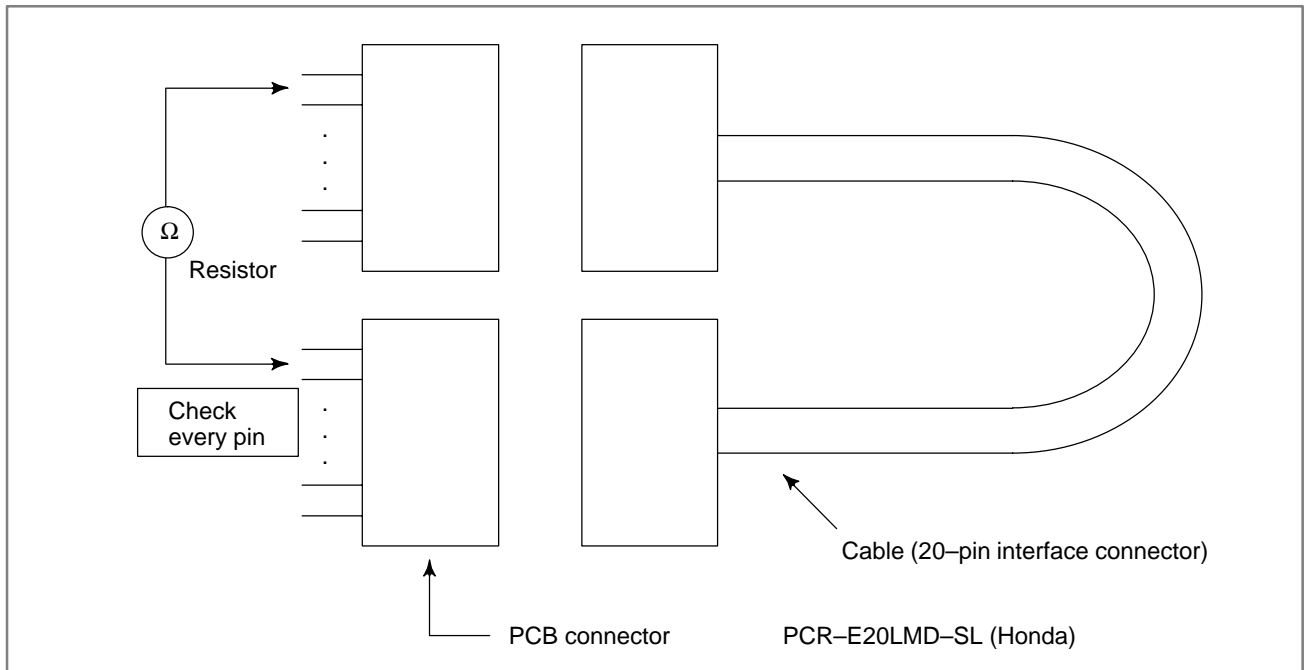 Ω
Resistor
Check
every pin
Cable (20–pin interface connector)
PCB connector
PCR–E20LMD–SL (Honda)